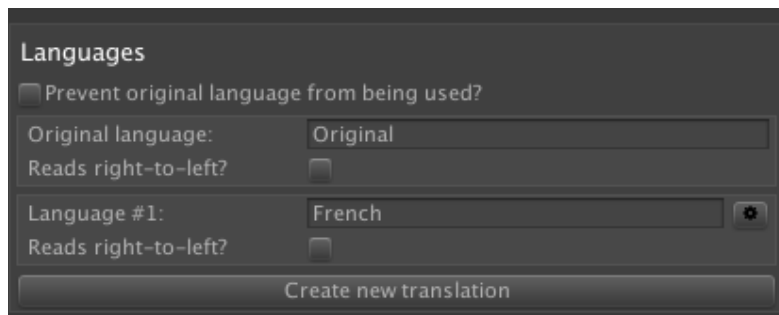 Languages
Prevent original language from being used?
Original language: Original
Reads right-to-left?
Language #1: French
Reads right-to-left?
Create new translation